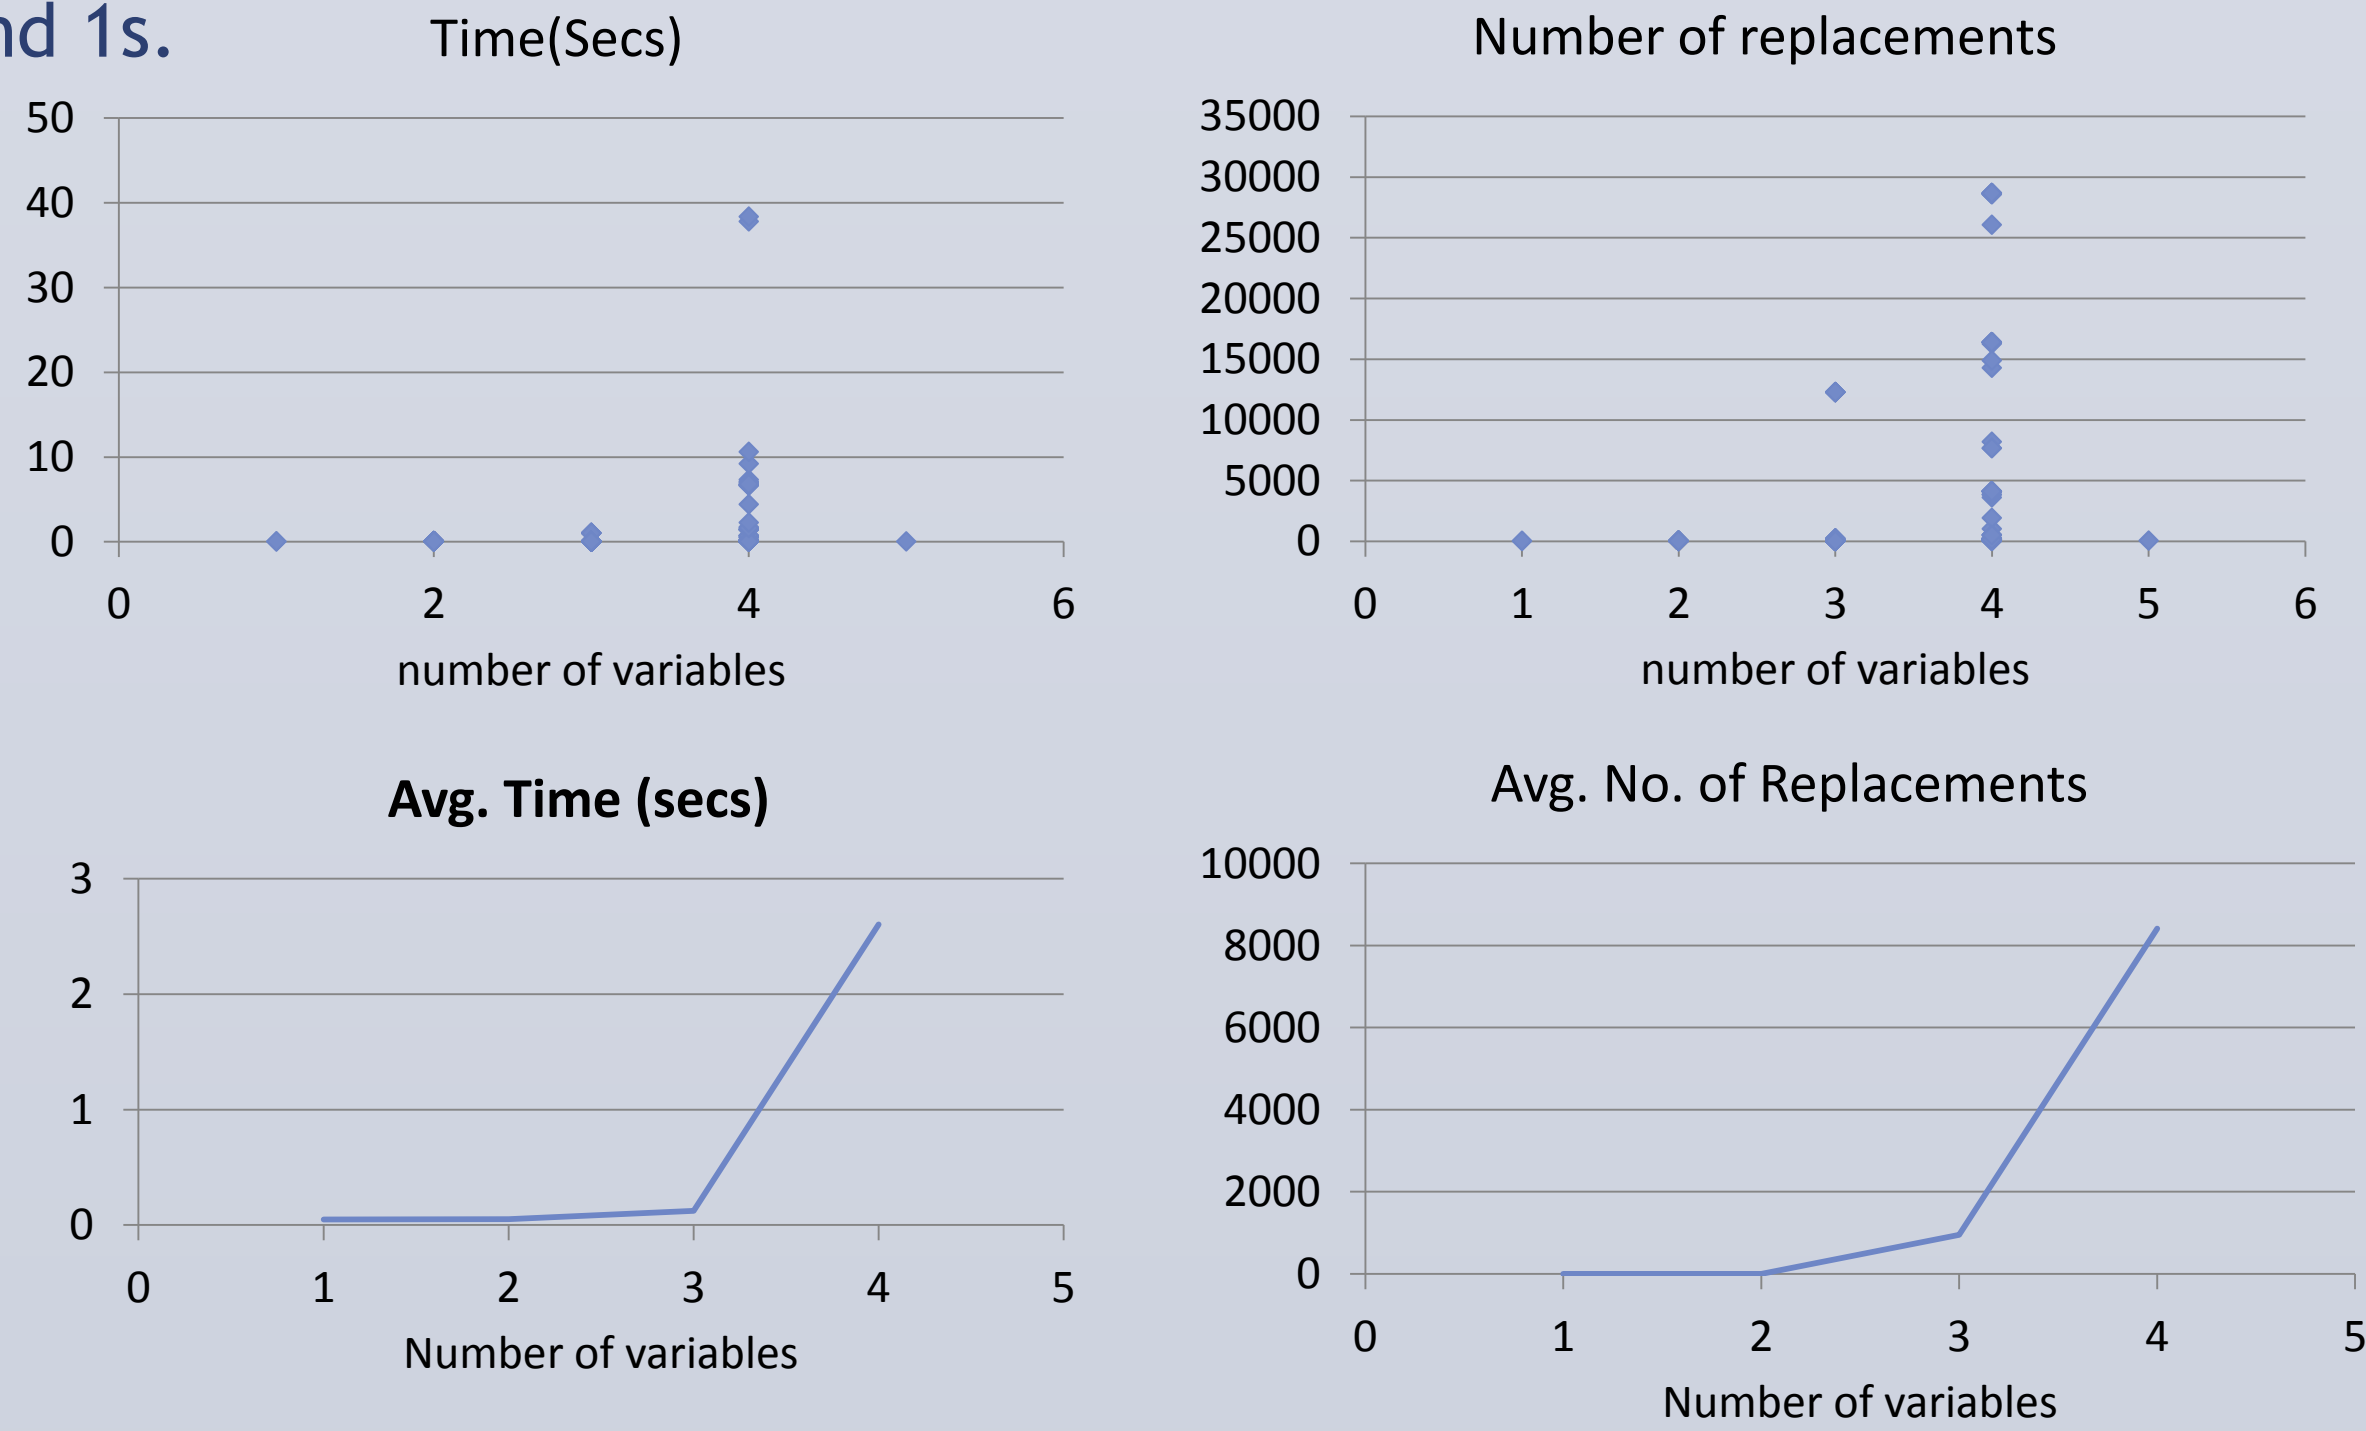 nd 1s.
Time(Secs)
50
40
30
20
10
0
0 2 4 6
number of variables
Number of replacements
35000
30000
25000
20000
15000
10000
5000
0
0 1 2 3 4 5 6
number of variables
Avg. Time (secs)
3
2
1
0
0 1 2 3 4 5
Number of variables
Avg. No. of Replacements
10000
8000
6000
4000
2000
0
0 1 2 3 4 5
Number of variables